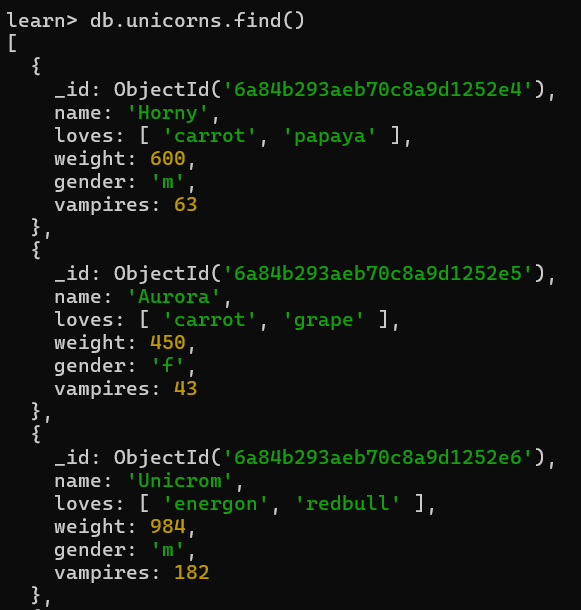 learn> db.unicorns.find()
[
  {
    _id: ObjectId('6a84b293aeb70c8a9d1252e4'),
    name: 'Horny',
    loves: [ 'carrot', 'papaya' ],
    weight: 600,
    gender: 'm',
    vampires: 63
  },
  {
    _id: ObjectId('6a84b293aeb70c8a9d1252e5'),
    name: 'Aurora',
    loves: [ 'carrot', 'grape' ],
    weight: 450,
    gender: 'f',
    vampires: 43
  },
  {
    _id: ObjectId('6a84b293aeb70c8a9d1252e6'),
    name: 'Unicrom',
    loves: [ 'energon', 'redbull' ],
    weight: 984,
    gender: 'm',
    vampires: 182
  },